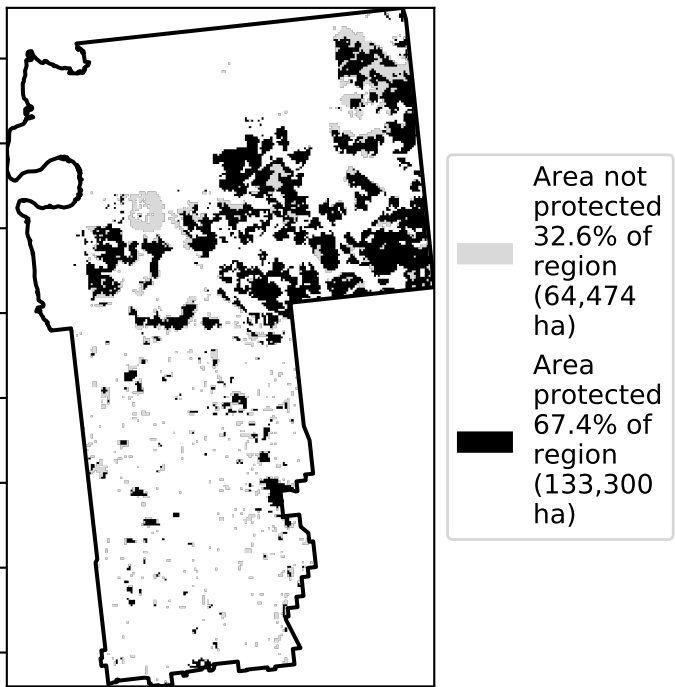 Area not
protected
32.6% of
region
(64,474
ha)
Area
protected
67.4% of
region
(133,300
ha)